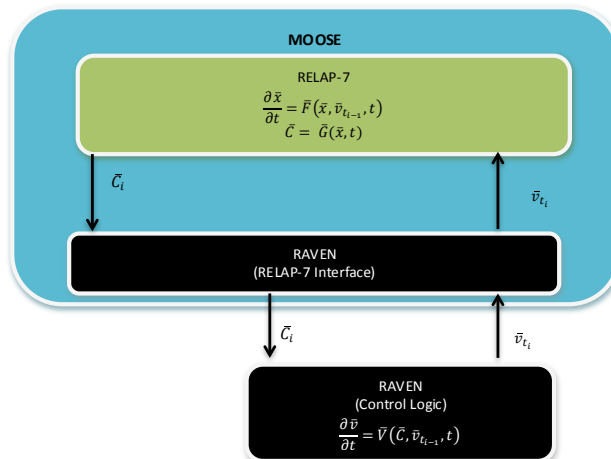 MOOSE
RELAP-7
∂x̄/∂t = F̄(x̄, v̄_{t_{i−1}}, t)
C̄ = Ḡ(x̄, t)
C̄_i
v̄_{t_i}
RAVEN
(RELAP-7 Interface)
C̄_i
v̄_{t_i}
RAVEN
(Control Logic)
∂v̄/∂t = V̄(C̄, v̄_{t_{i−1}}, t)